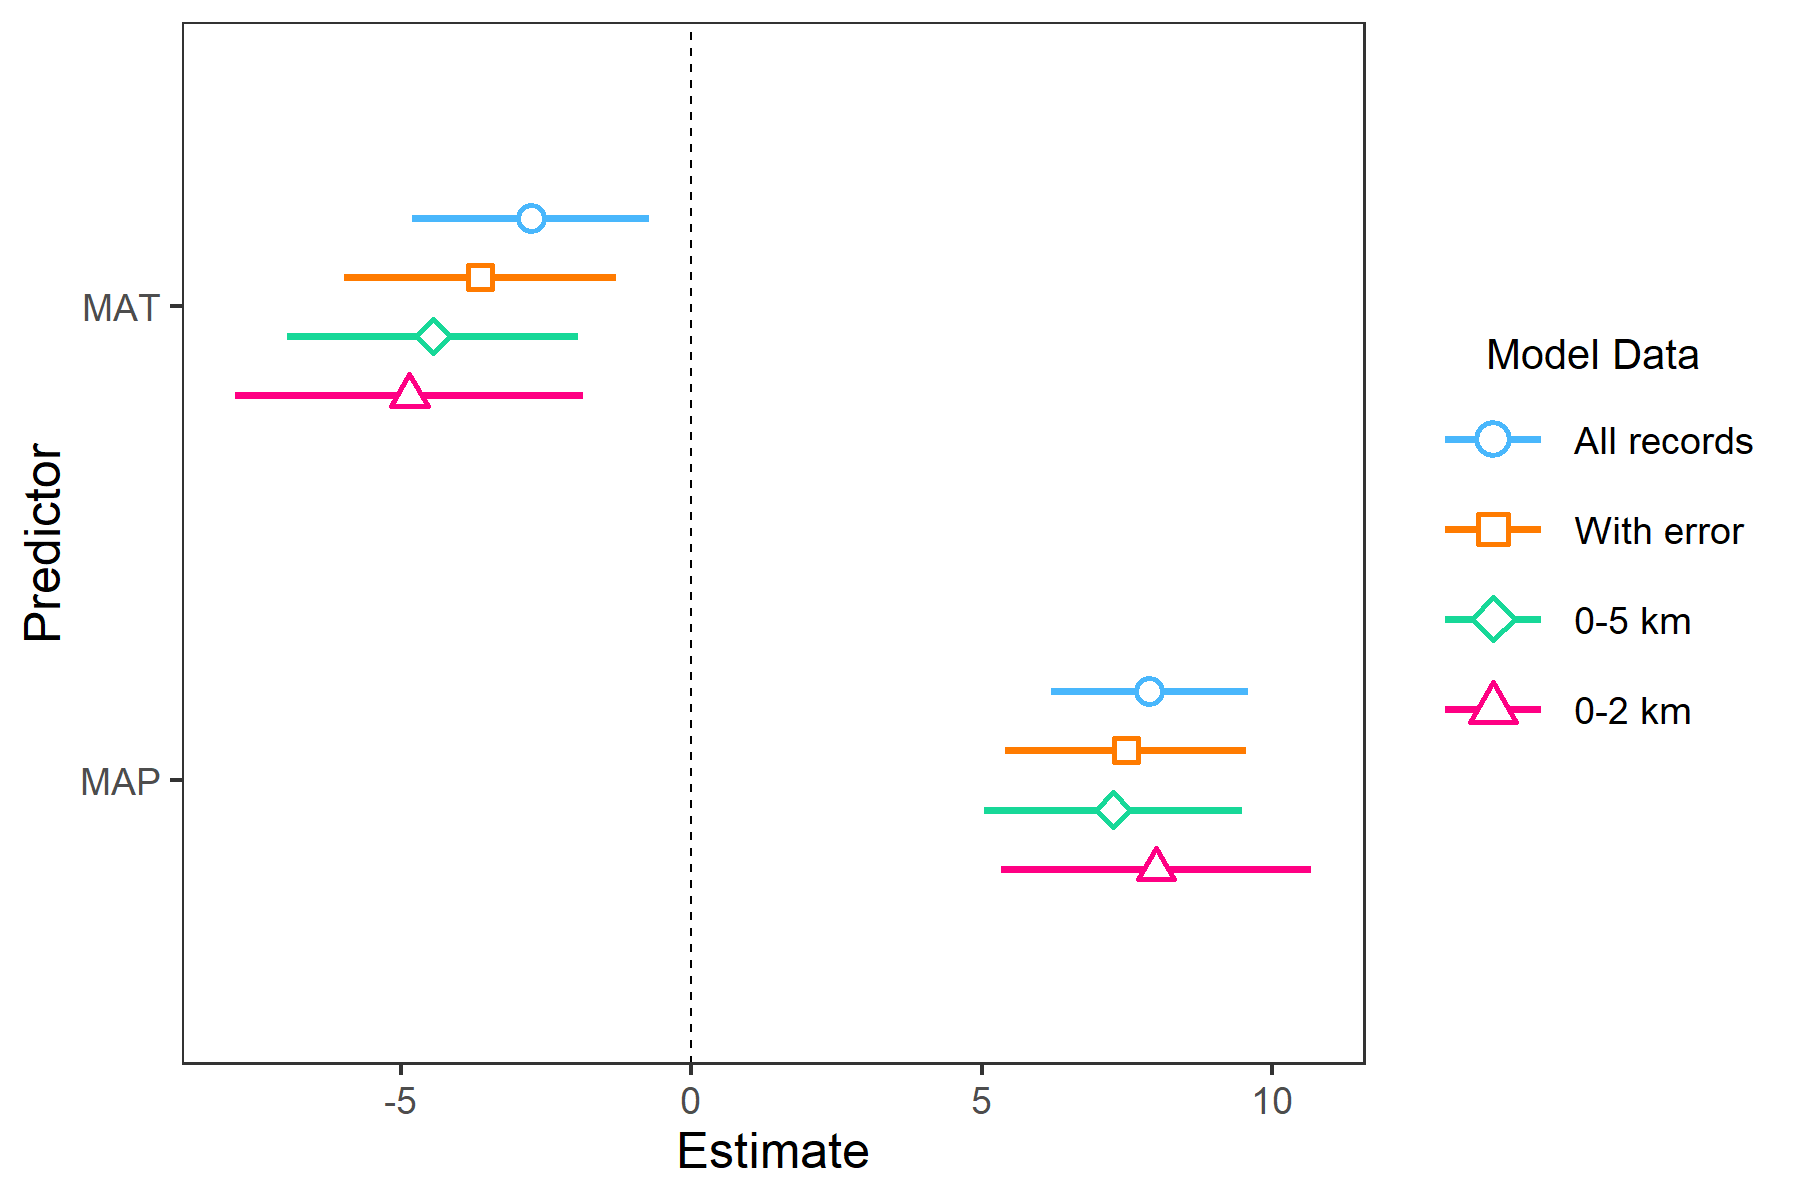 Predictor
MAT
MAP
-5 0 5 10
Estimate
Model Data
All records
With error
0-5 km
0-2 km